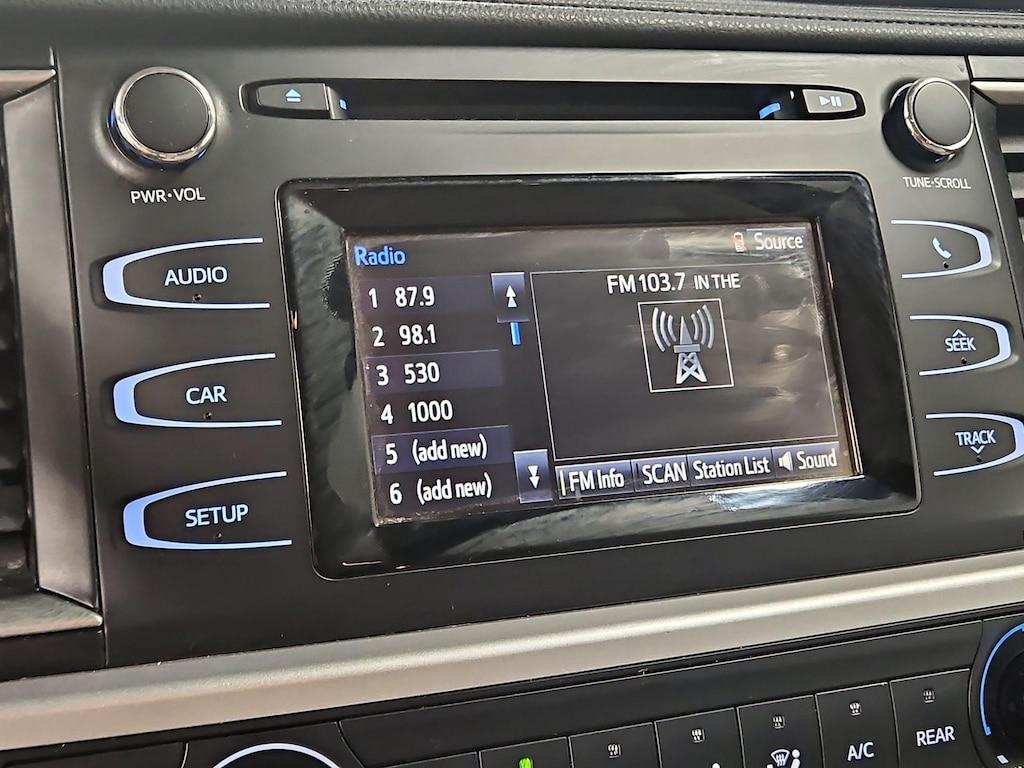 PWR·VOL
TUNE·SCROLL
AUDIO
CAR
SETUP
Radio
Source
1 87.9
2 98.1
3 530
4 1000
5 (add new)
6 (add new)
FM 103.7 IN THE
FM Info
SCAN
Station List
Sound
SEEK
TRACK
A/C
REAR